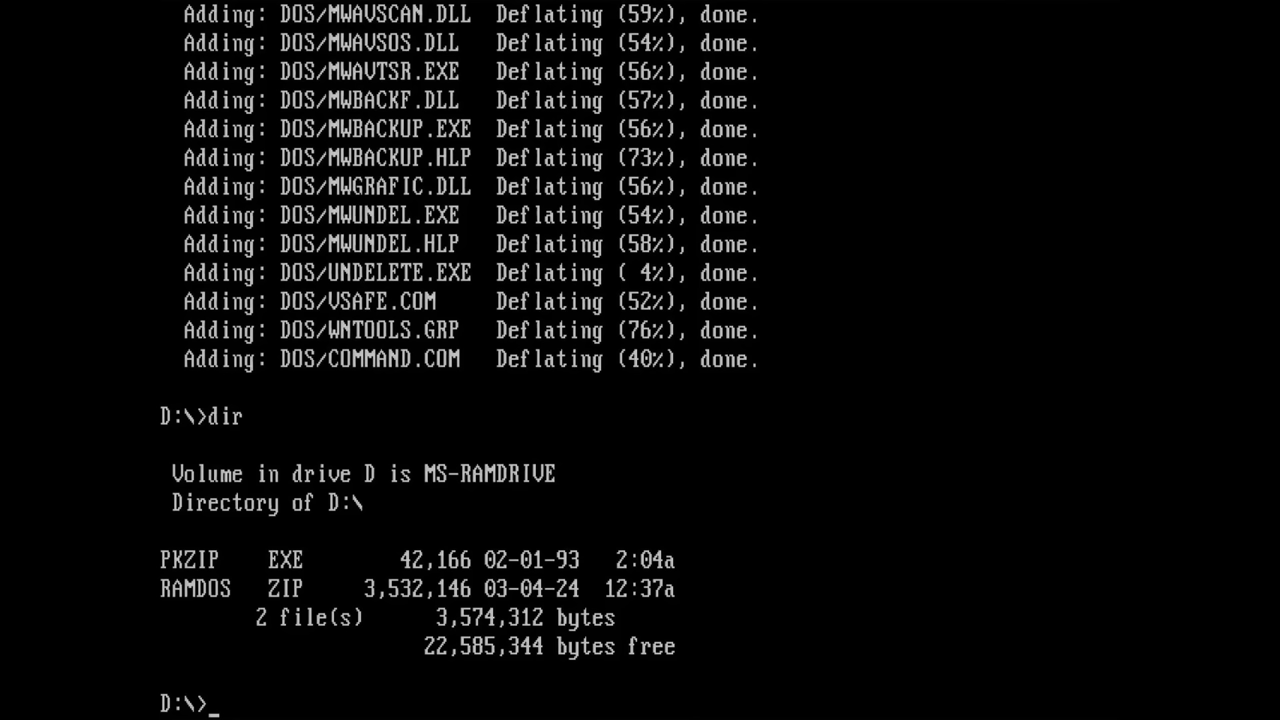 Adding: DOS/MWAVSCAN.DLL  Deflating (59%), done.
Adding: DOS/MWAVSOS.DLL   Deflating (54%), done.
Adding: DOS/MWAVTSR.EXE   Deflating (56%), done.
Adding: DOS/MWBACKF.DLL   Deflating (57%), done.
Adding: DOS/MWBACKUP.EXE  Deflating (56%), done.
Adding: DOS/MWBACKUP.HLP  Deflating (73%), done.
Adding: DOS/MWGRAFIC.DLL  Deflating (56%), done.
Adding: DOS/MWUNDEL.EXE   Deflating (54%), done.
Adding: DOS/MWUNDEL.HLP   Deflating (58%), done.
Adding: DOS/UNDELETE.EXE  Deflating ( 4%), done.
Adding: DOS/VSAFE.COM     Deflating (52%), done.
Adding: DOS/WNTOOLS.GRP   Deflating (76%), done.
Adding: DOS/COMMAND.COM   Deflating (40%), done.
D:\>dir
Volume in drive D is MS-RAMDRIVE
Directory of D:\
PKZIP    EXE        42,166 02-01-93   2:04a
RAMDOS   ZIP     3,532,146 03-04-24  12:37a
2 file(s)      3,574,312 bytes
22,585,344 bytes free
D:\>_